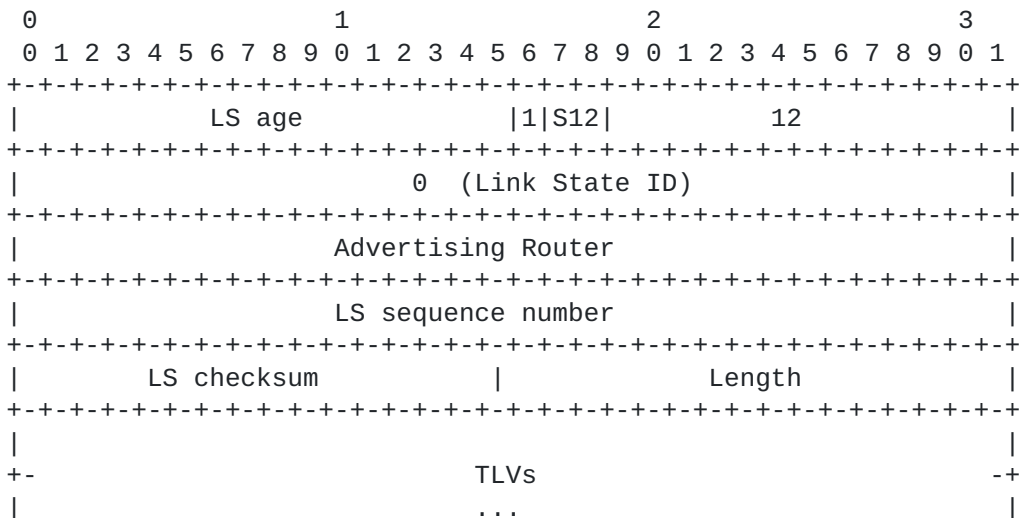 0                   1                   2                   3
 0 1 2 3 4 5 6 7 8 9 0 1 2 3 4 5 6 7 8 9 0 1 2 3 4 5 6 7 8 9 0 1
+-+-+-+-+-+-+-+-+-+-+-+-+-+-+-+-+-+-+-+-+-+-+-+-+-+-+-+-+-+-+-+-+
|            LS age             |1|S12|          12             |
+-+-+-+-+-+-+-+-+-+-+-+-+-+-+-+-+-+-+-+-+-+-+-+-+-+-+-+-+-+-+-+-+
|                         0  (Link State ID)                    |
+-+-+-+-+-+-+-+-+-+-+-+-+-+-+-+-+-+-+-+-+-+-+-+-+-+-+-+-+-+-+-+-+
|                    Advertising Router                         |
+-+-+-+-+-+-+-+-+-+-+-+-+-+-+-+-+-+-+-+-+-+-+-+-+-+-+-+-+-+-+-+-+
|                    LS sequence number                         |
+-+-+-+-+-+-+-+-+-+-+-+-+-+-+-+-+-+-+-+-+-+-+-+-+-+-+-+-+-+-+-+-+
|        LS checksum           |             Length             |
+-+-+-+-+-+-+-+-+-+-+-+-+-+-+-+-+-+-+-+-+-+-+-+-+-+-+-+-+-+-+-+-+
|                                                               |
+-                            TLVs                             -+
|                             ...                               |